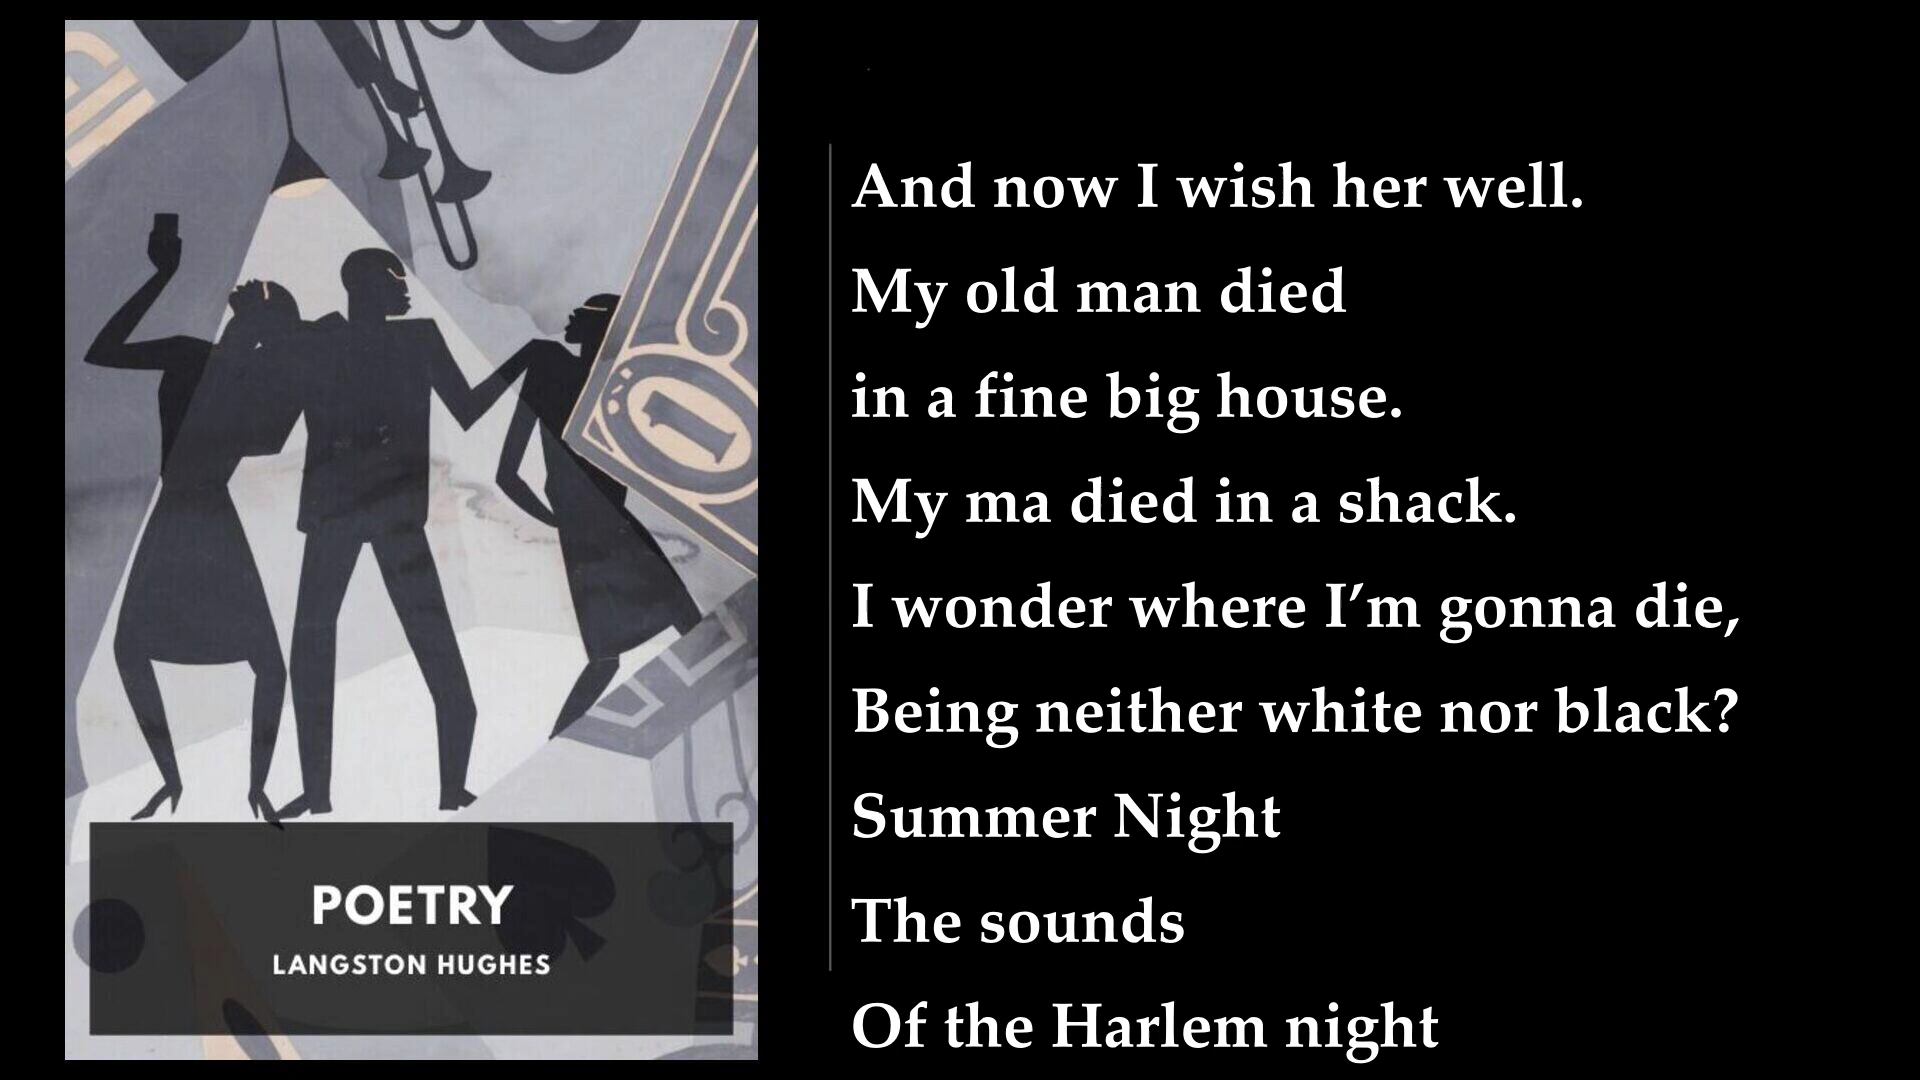 And now I wish her well.
My old man died
in a fine big house.
My ma died in a shack.
I wonder where I’m gonna die,
Being neither white nor black?
Summer Night
The sounds
Of the Harlem night
POETRY
LANGSTON HUGHES